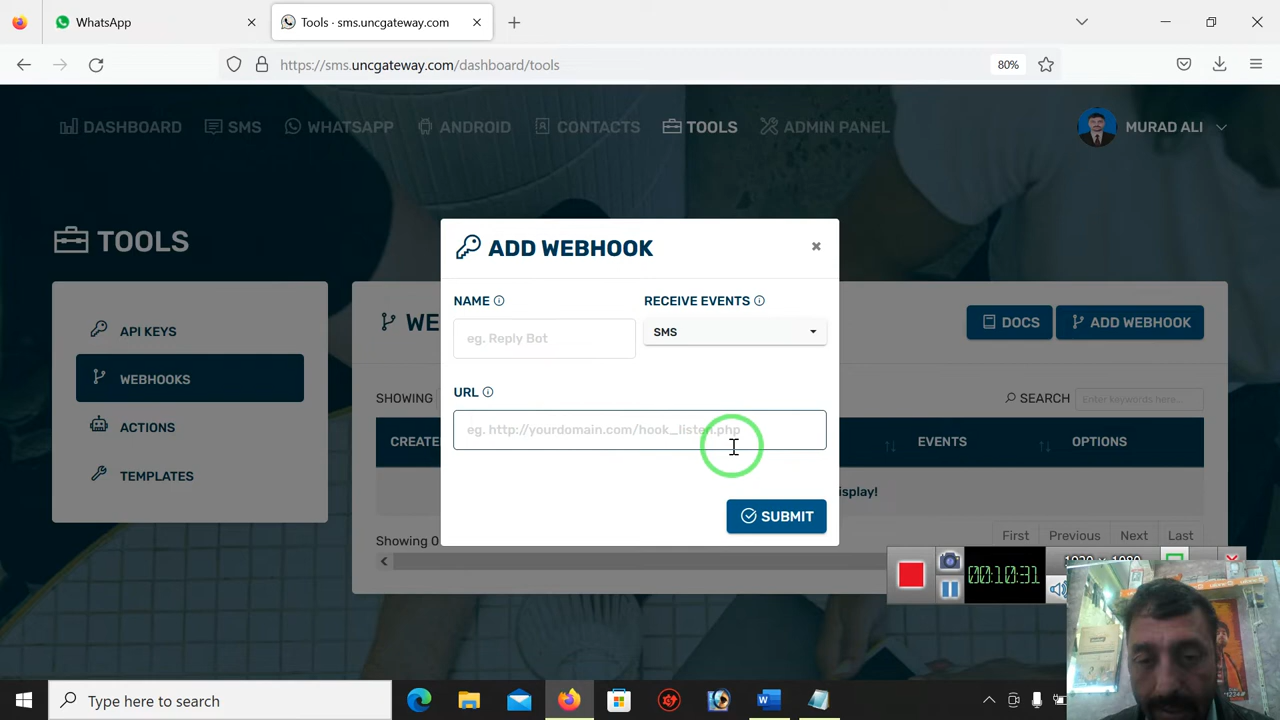 WhatsApp
Tools · sms.uncgateway.com
https://sms.uncgateway.com/dashboard/tools
80%
DASHBOARD
SMS
WHATSAPP
ANDROID
CONTACTS
TOOLS
ADMIN PANEL
MURAD ALI
TOOLS
ADD WEBHOOK
NAME
RECEIVE EVENTS
eg. Reply Bot
SMS
URL
eg. http://yourdomain.com/hook_listen.php
SUBMIT
API KEYS
WEBHOOKS
ACTIONS
TEMPLATES
WE
DOCS
ADD WEBHOOK
SHOWING
SEARCH
Enter keywords here...
CREATE
EVENTS
OPTIONS
isplay!
Showing 0
First
Previous
Next
Last
00:10:31
Type here to search